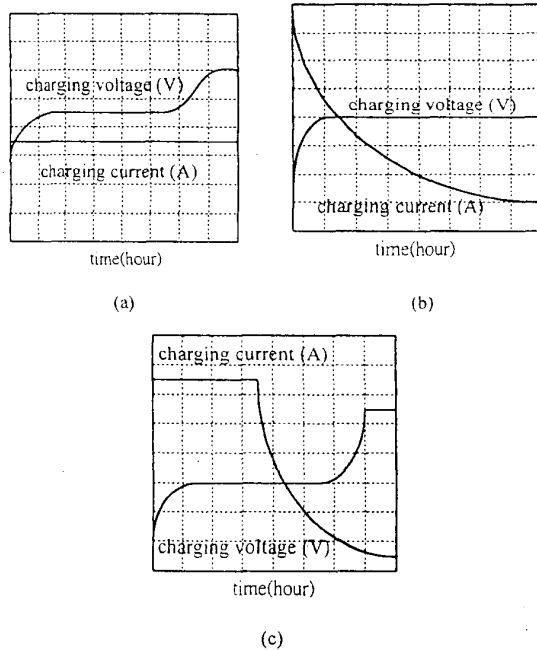 charging voltage (V)
charging current (A)
time(hour)
(a)
charging voltage (V)
charging current (A)
time(hour)
(b)
charging current (A)
charging voltage (V)
time(hour)
(c)